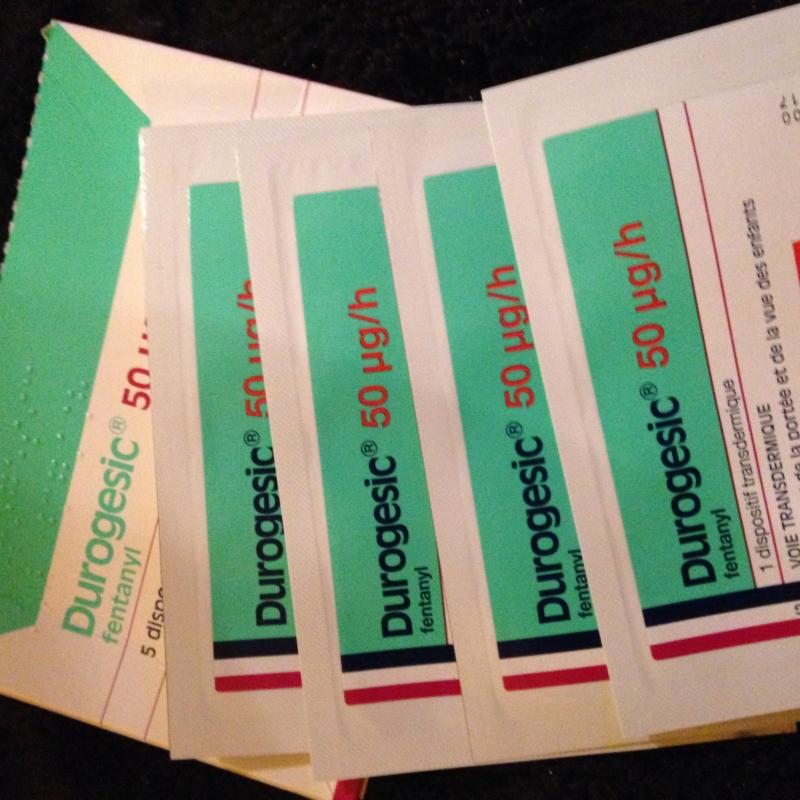 Durogesic®
fentanyl
5
Durogesic® 50 µg/h
Durogesic® 50 µg/h
fentanyl
Durogesic® 50 µg/h
fentanyl
Durogesic® 50 µg/h
fentanyl
1 dispositif transdermique
VOIE TRANSDERMIQUE
de la portée et de la vue des enfants